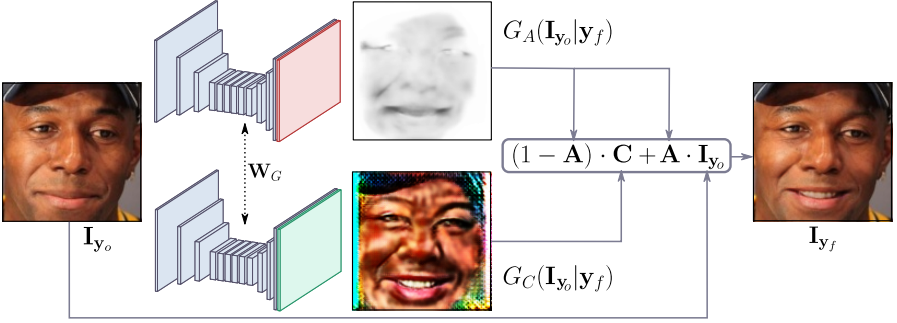 G_A(I_{y_o}|y_f)
(1 − A) · C + A · I_{y_o}
W_G
I_{y_o}
I_{y_f}
G_C(I_{y_o}|y_f)